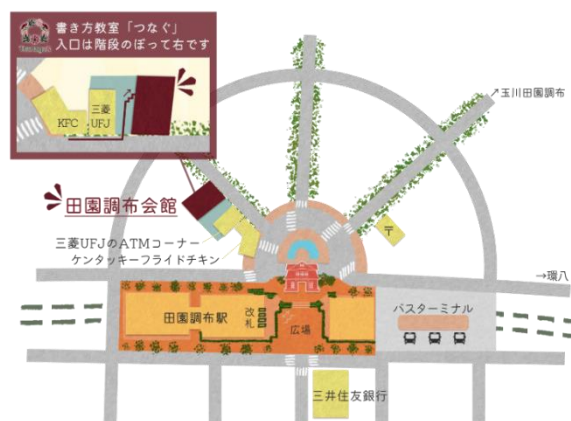 書き方教室「つなぐ」
入口は階段のぼって右です
KFC
三菱
UFJ
↗玉川田園調布
田園調布会館
〒
三菱UFJのATMコーナー
ケンタッキーフライドチキン
→環八
田園調布駅
改札
広場
バスターミナル
三井住友銀行